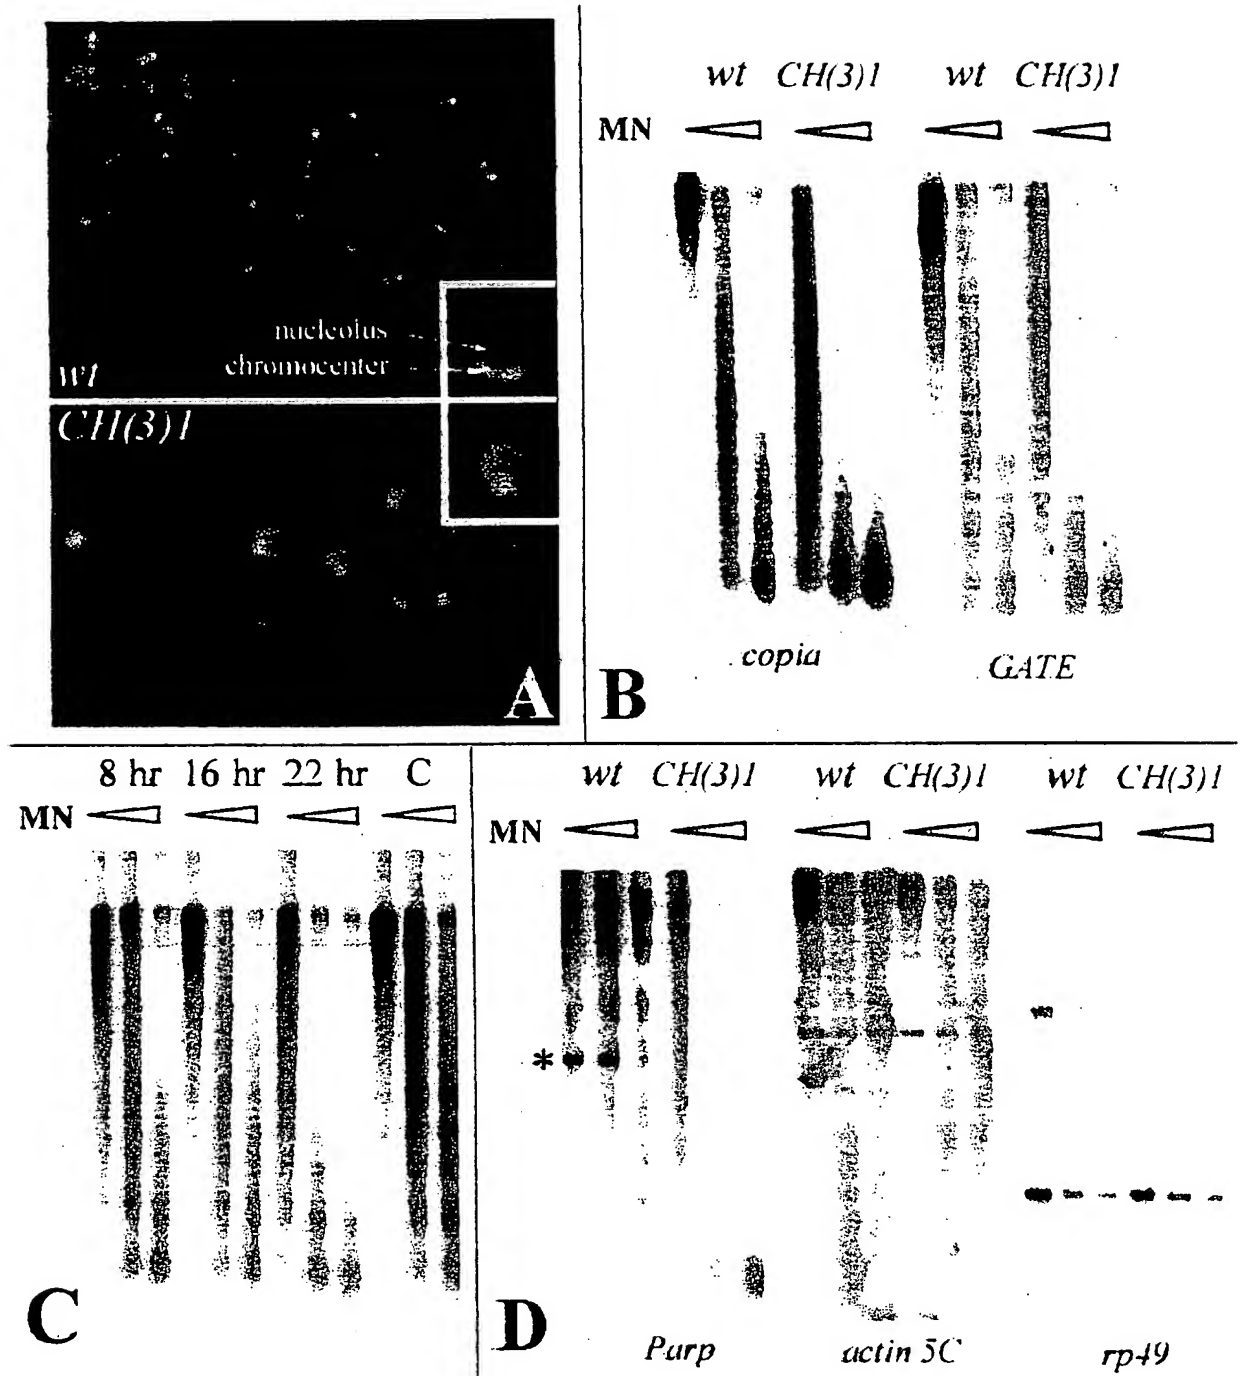 wt CH(3)1 wt CH(3)1
MN
nucleolus
chromocenter
wt
CH(3)1
A
copia
GATE
B
8 hr 16 hr 22 hr C
MN
C
wt CH(3)1 wt CH(3)1 wt CH(3)1
MN
*
D
Parp
actin 5C
rp49